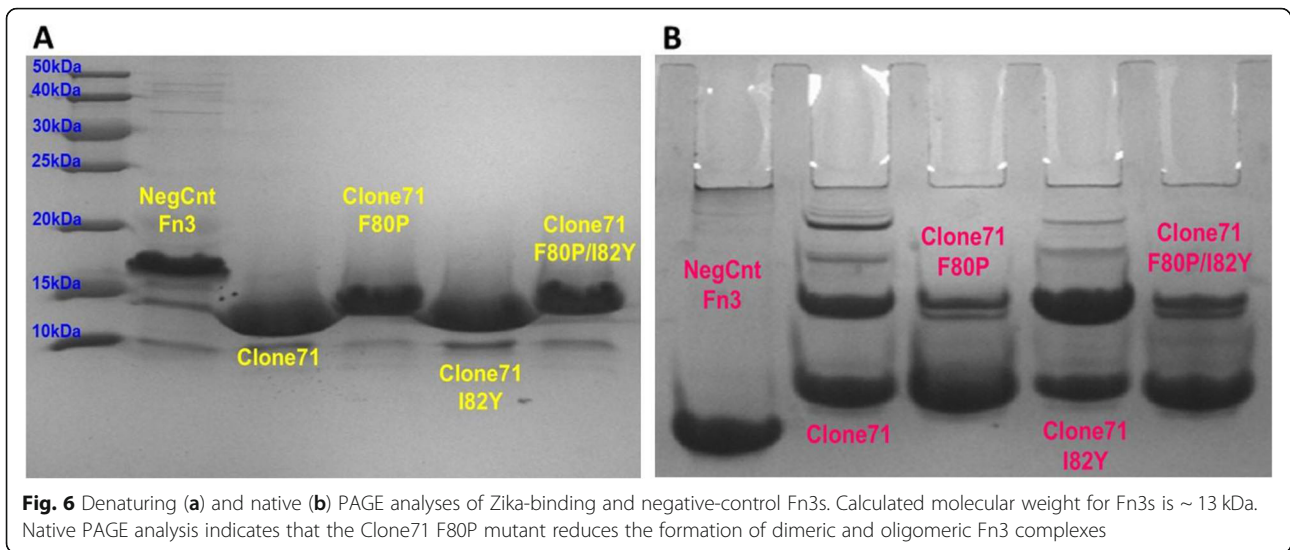 A
50kDa
40kDa
30kDa
25kDa
20kDa
15kDa
10kDa
NegCnt
Fn3
Clone71
Clone71
F80P
Clone71
I82Y
Clone71
F80P/I82Y
B
NegCnt
Fn3
Clone71
Clone71
F80P
Clone71
I82Y
Clone71
F80P/I82Y
Fig. 6 Denaturing (a) and native (b) PAGE analyses of Zika-binding and negative-control Fn3s. Calculated molecular weight for Fn3s is ~ 13 kDa.
Native PAGE analysis indicates that the Clone71 F80P mutant reduces the formation of dimeric and oligomeric Fn3 complexes